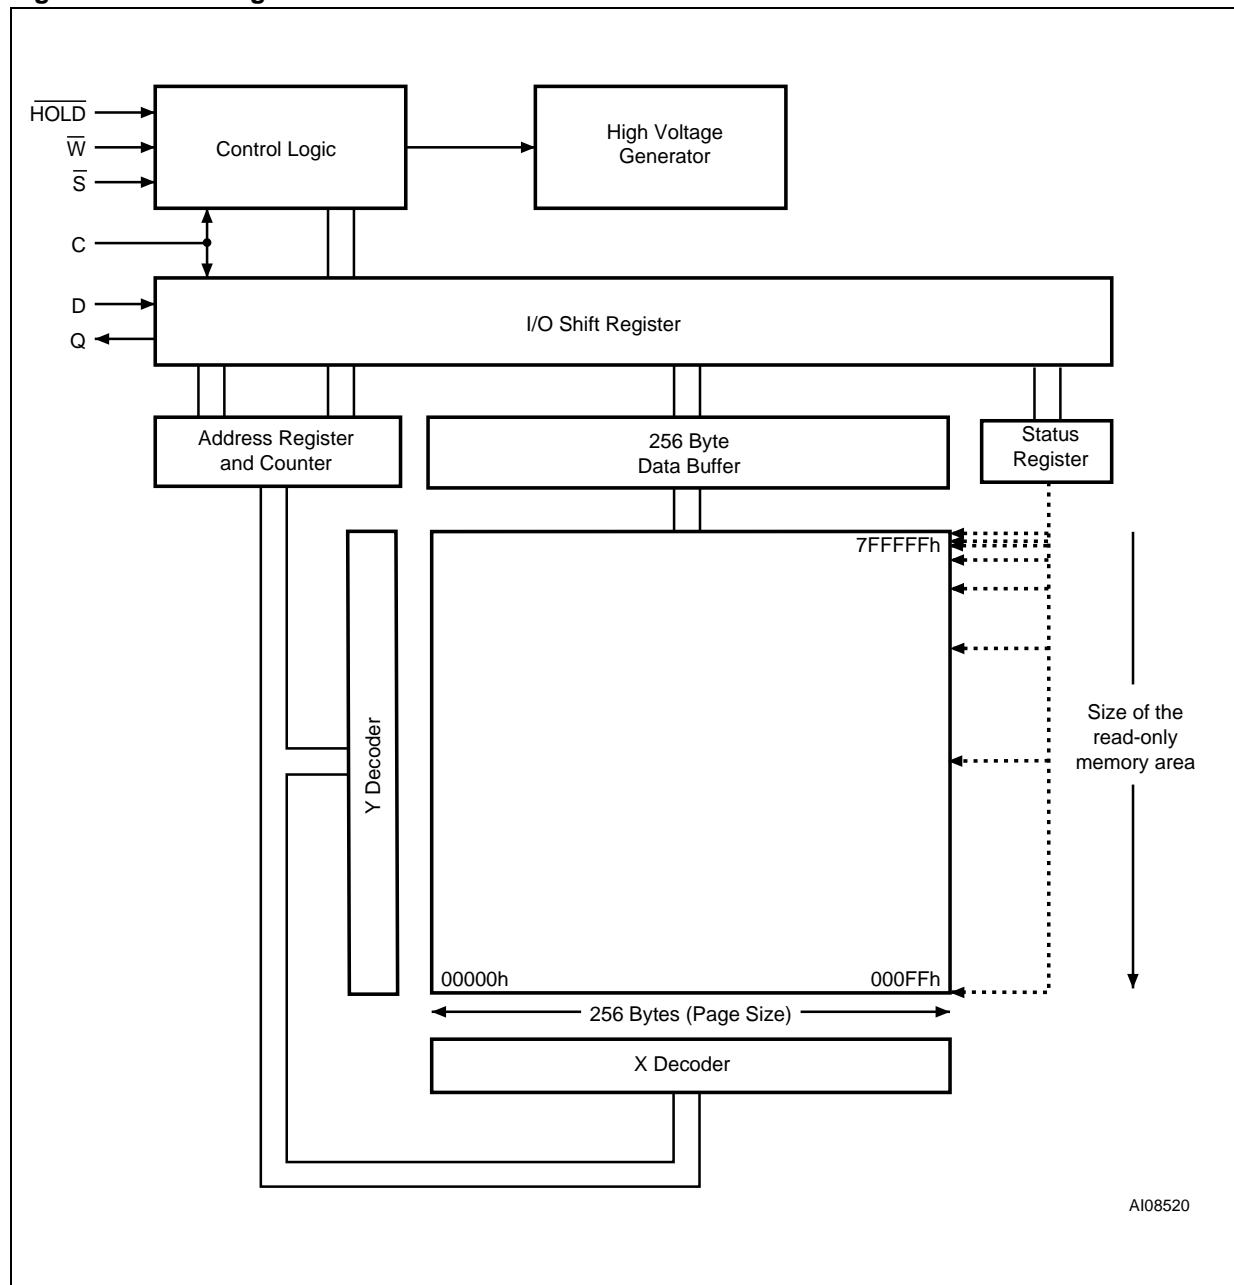 HOLD
W
S
C
D
Q
Control Logic
High Voltage
Generator
I/O Shift Register
Address Register
and Counter
256 Byte
Data Buffer
Status
Register
7FFFFFh
Y Decoder
Size of the
read-only
memory area
00000h
000FFh
256 Bytes (Page Size)
X Decoder
AI08520